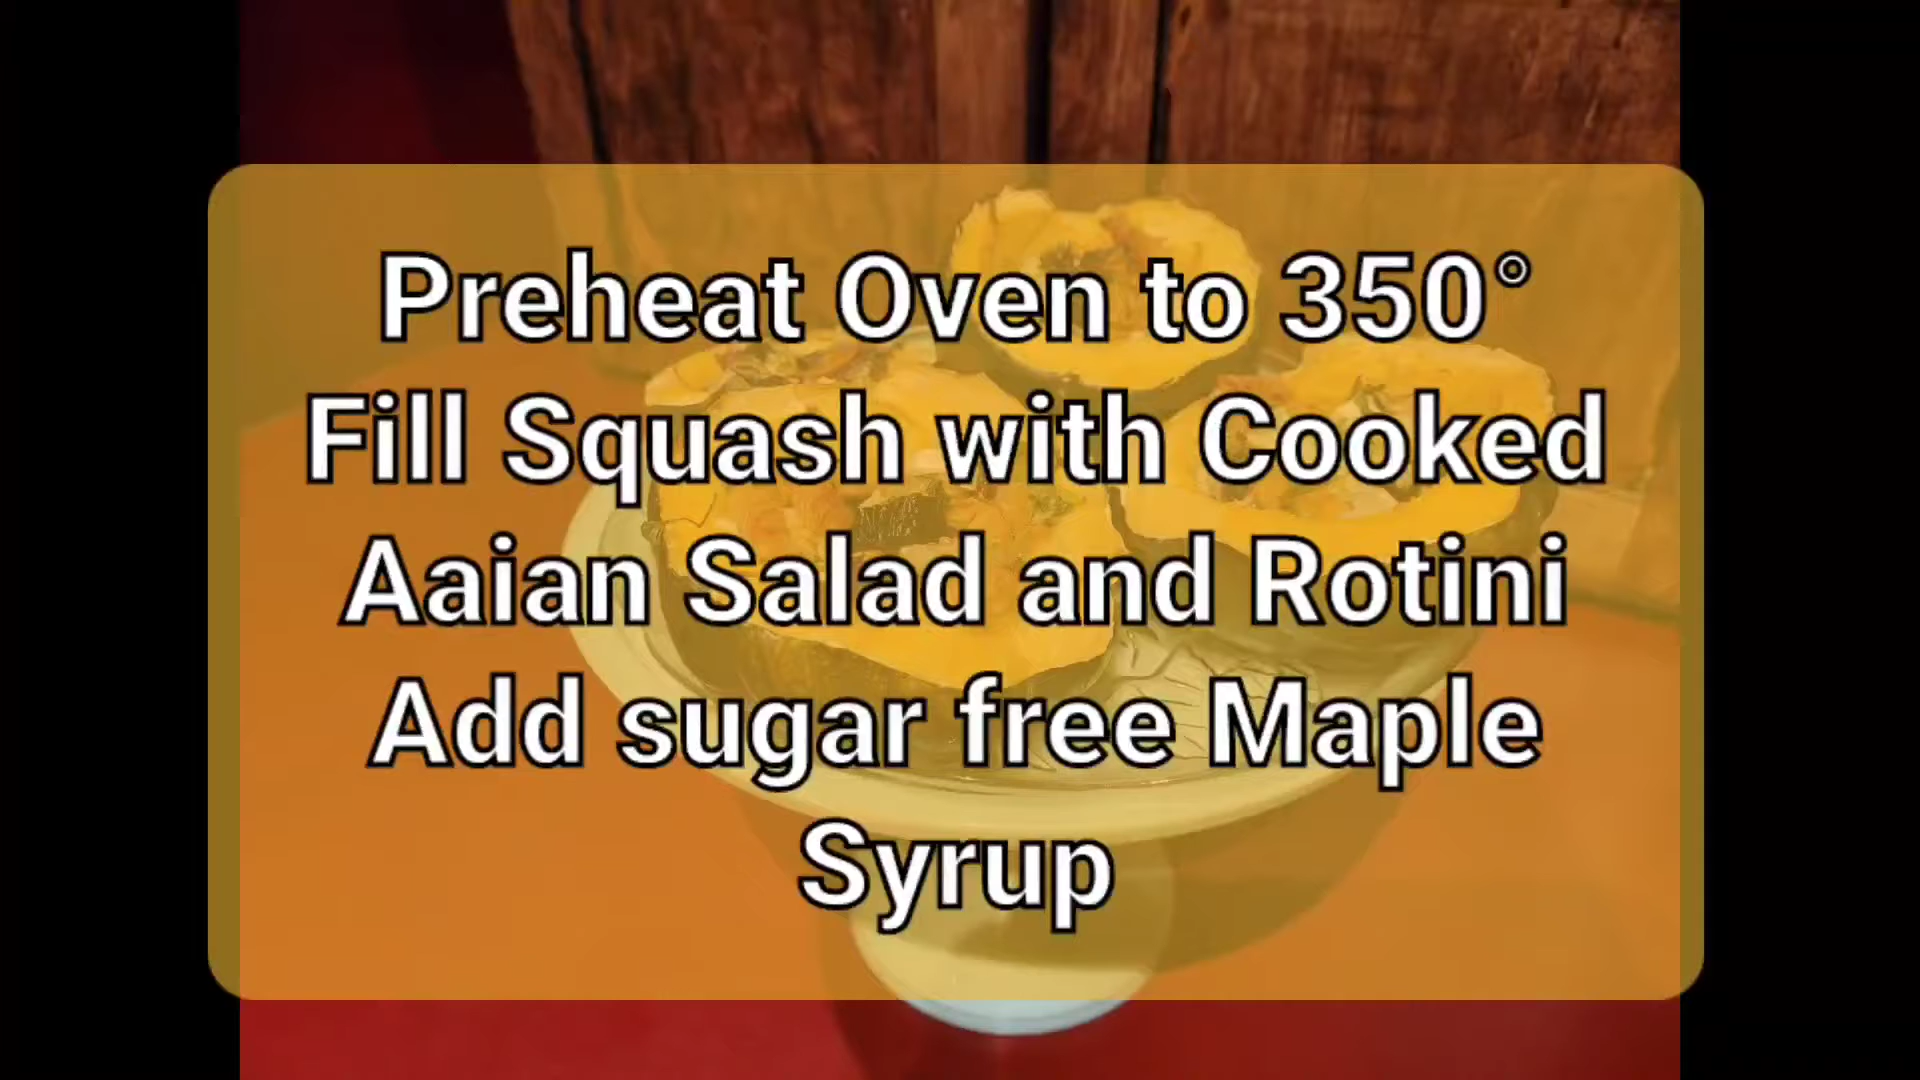 Preheat Oven to 350°
Fill Squash with Cooked
Aaian Salad and Rotini
Add sugar free Maple
Syrup